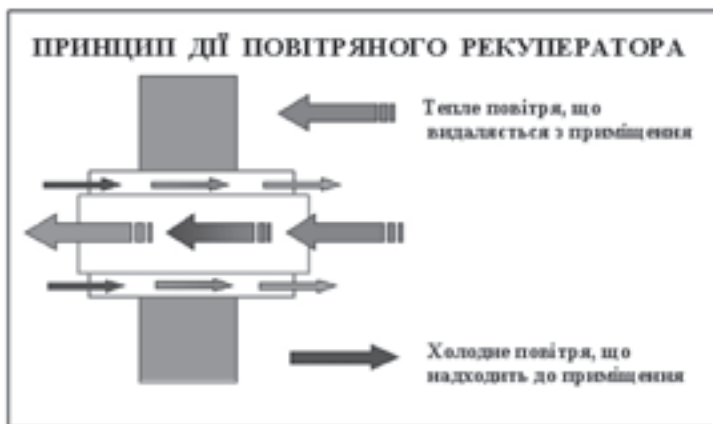 ПРИНЦИП ДІЇ ПОВІТРЯНОГО РЕКУПЕРАТОРА
Тепле повітря, що
видаляється з приміщення
Холодне повітря, що
надходить до приміщення